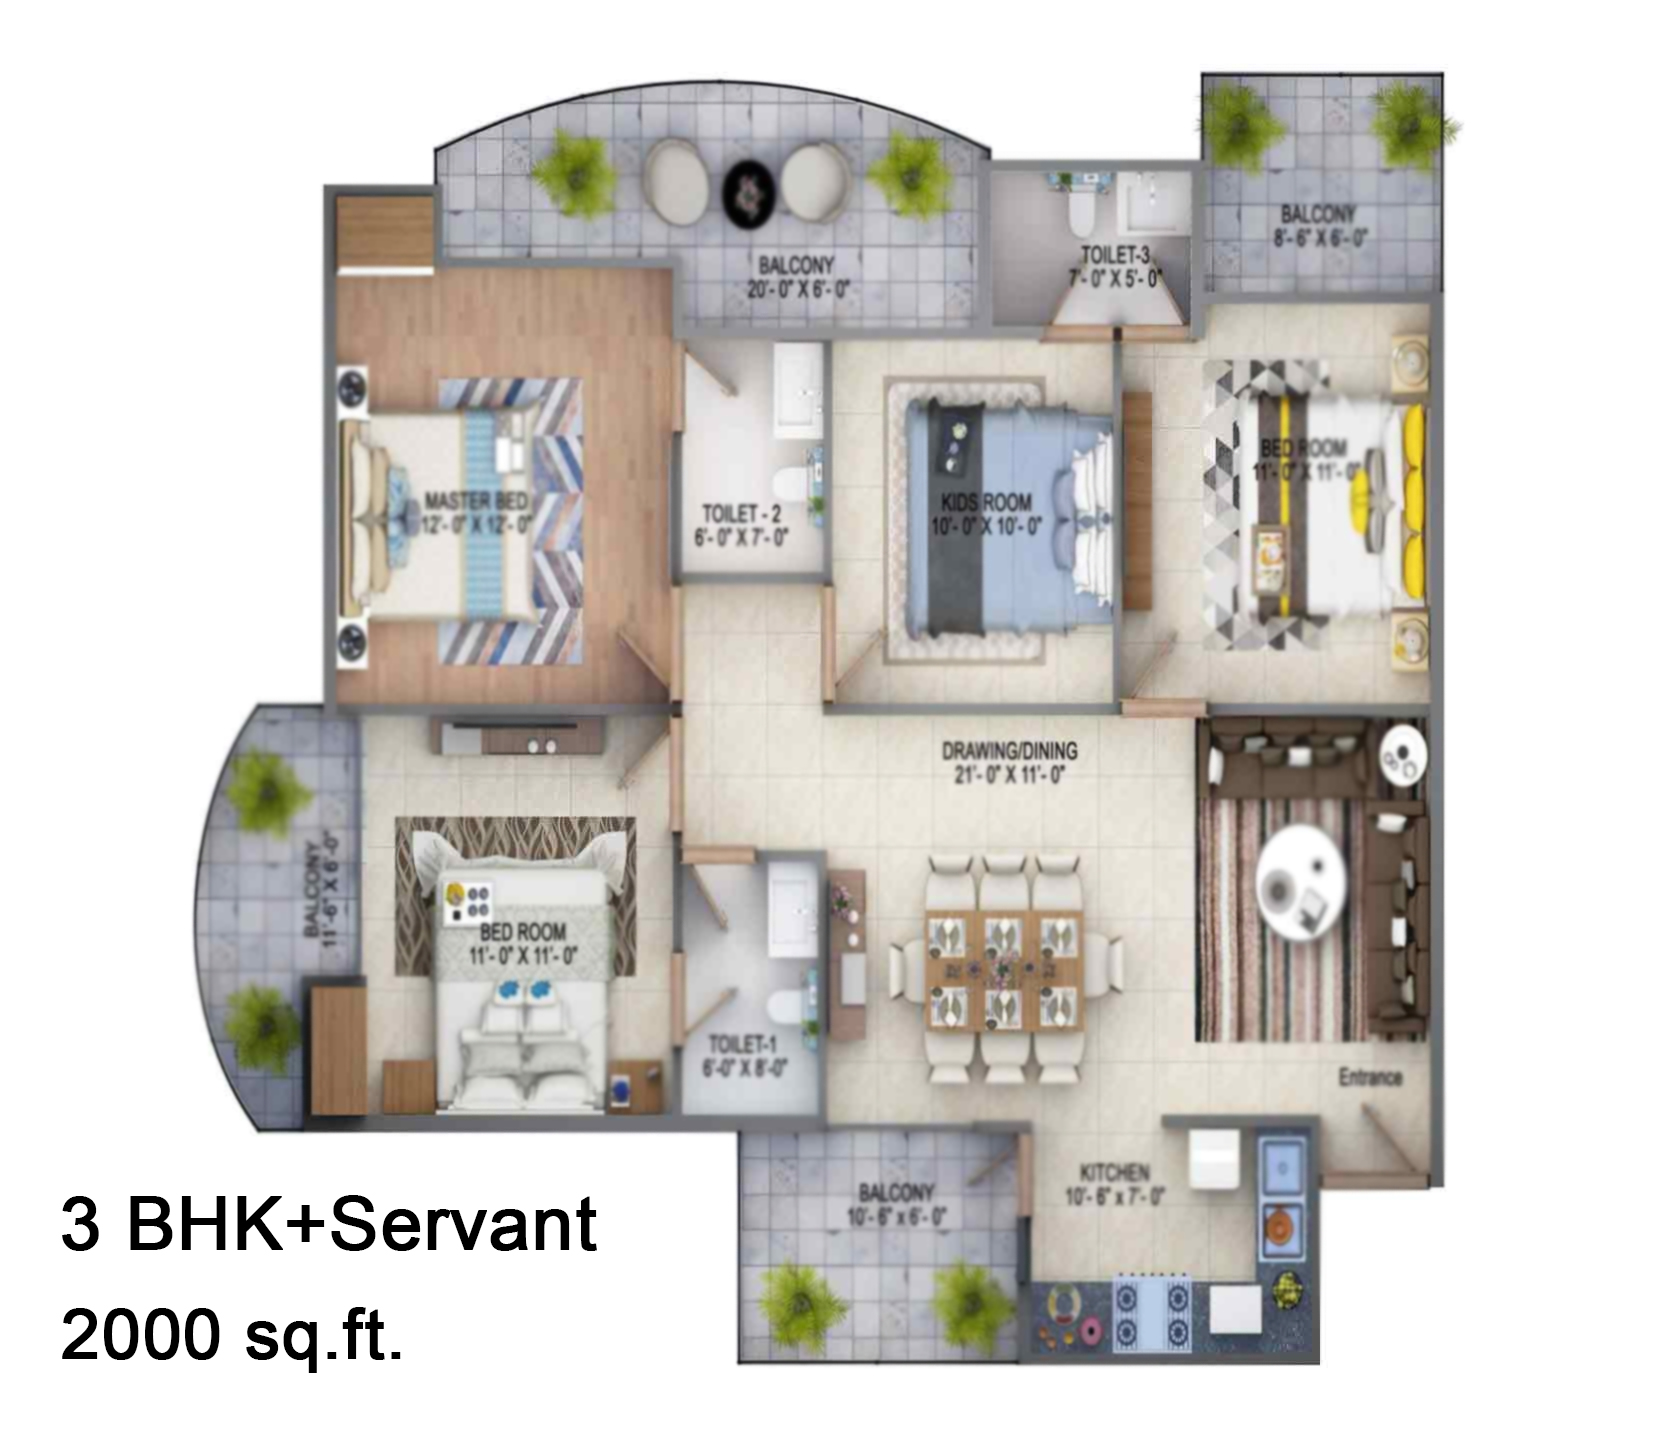 BALCONY
8'- 6" X 6'- 0"
BALCONY
20'- 0" X 6'- 0"
TOILET-3
7'- 0" X 5'- 0"
MASTER BED
12'- 0" X 12'- 0"
TOILET - 2
6'- 0" X 7'- 0"
KIDS ROOM
10'- 0" X 10'- 0"
BED ROOM
11'- 0" X 11'- 0"
DRAWING/DINING
21'- 0" X 11'- 0"
BALCONY
11'-6" X 6'-0"
BED ROOM
11'- 0" X 11'- 0"
TOILET-1
6'-0" X 8'-0"
Entrance
KITCHEN
10'- 6" x 7'- 0"
BALCONY
10'- 6" x 6'- 0"
3 BHK+Servant
2000 sq.ft.